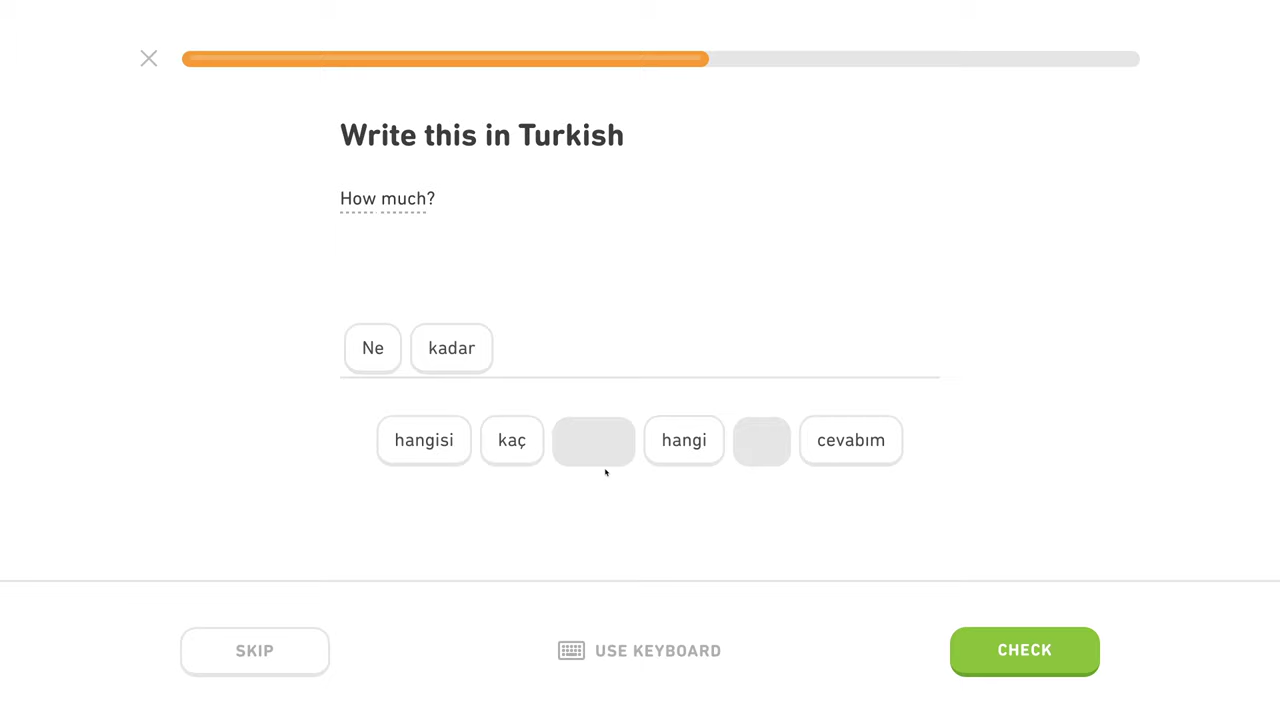 Write this in Turkish
How much?
Ne kadar
hangisi kaç hangi cevabım
SKIP USE KEYBOARD CHECK